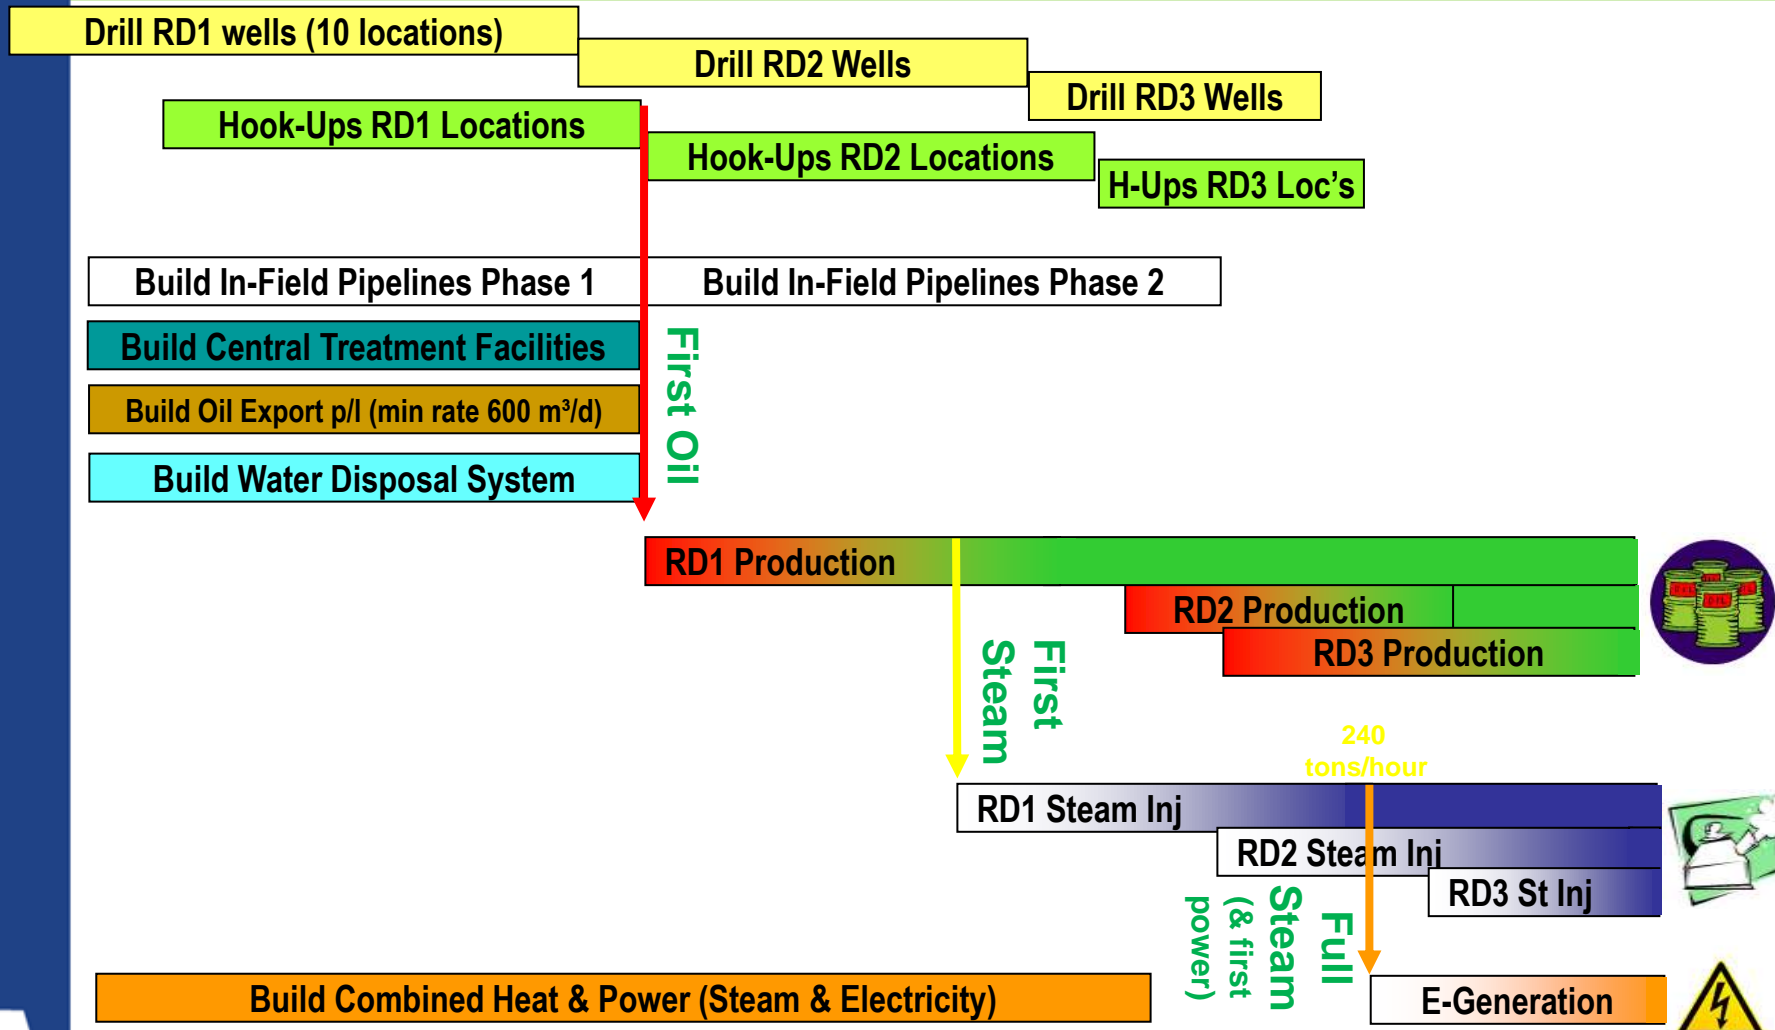 Drill RD1 wells (10 locations)
Drill RD2 Wells
Drill RD3 Wells
Hook-Ups RD1 Locations
Hook-Ups RD2 Locations
H-Ups RD3 Loc’s
Build In-Field Pipelines Phase 1
Build In-Field Pipelines Phase 2
Build Central Treatment Facilities
Build Oil Export p/l (min rate 600 m³/d)
Build Water Disposal System
First Oil
RD1 Production
RD2 Production
RD3 Production
First
Steam
240
tons/hour
RD1 Steam Inj
RD2 Steam Inj
RD3 St Inj
Full
Steam
(& first
power)
Build Combined Heat & Power (Steam & Electricity)
E-Generation